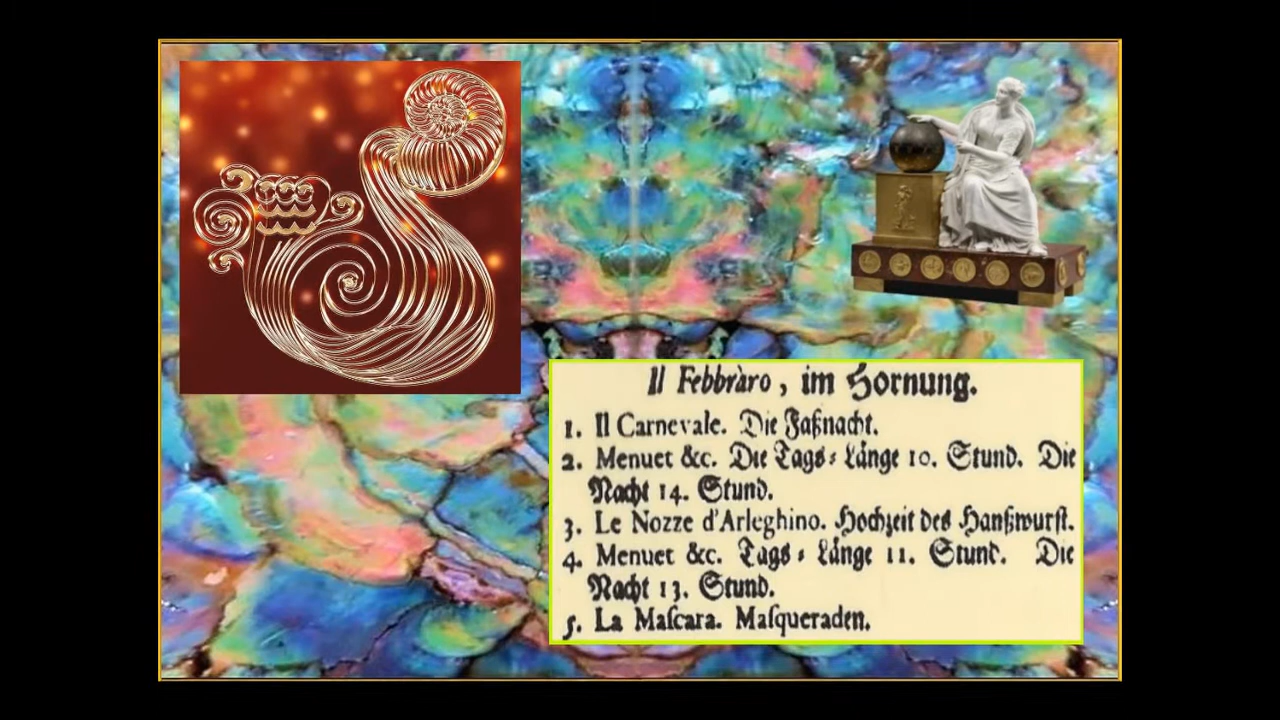 Il Febbràro, im Hornung.
1. Il Carnevale. Die Faßnacht.
2. Menuet &c. Die Tags⸗Länge 10. Stund. Die
Nacht 14. Stund.
3. Le Nozze d'Arleghino. Hochzeit des Hanßwurst.
4. Menuet &c. Tags⸗Länge 11. Stund. Die
Nacht 13. Stund.
5. La Maſcara. Maſqueraden.